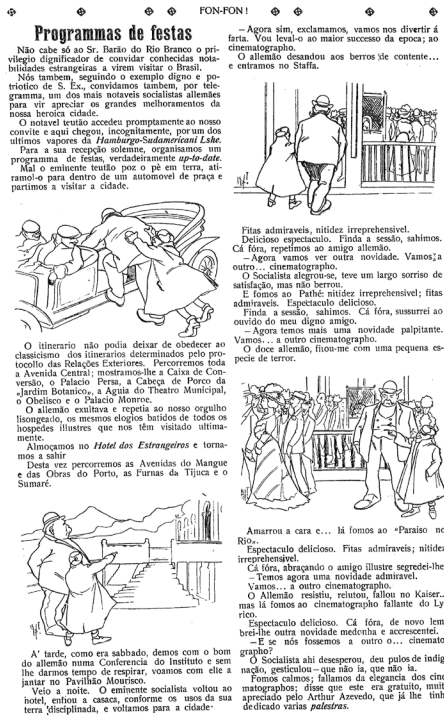 FON-FON !
Programmas de festas
Não cabe só ao Sr. Barão do Rio Branco o pri-
vilegio dignificador de convidar conhecidas nota-
bilidades estrangeiras a virem visitar o Brasil.
Nós tambem, seguindo o exemplo digno e pa-
triotico de S. Ex., convidamos tambem, por tele-
gramma, um dos mais notaveis socialistas allemães
para vir apreciar os grandes melhoramentos da
nossa heroica cidade.
O notavel teutão accedeu promptamente ao nosso
convite e aqui chegou, incognitamente, por um dos
ultimos vapores da Hamburgo-Sudamericani Lshe.
Para a sua recepção solemne, organisamos um
programma de festas, verdadeiramente up-to-date.
Mal o eminente teutão poz o pè em terra, ati-
ramol-o para dentro de um automovel de praça e
partimos a visitar a cidade.
O itinerario não podia deixar de obedecer ao
classicismo dos itinerarios determinados pelo pro-
tocollo das Relações Exteriores. Percorremos toda
a Avenida Central; mostramos-lhe a Caixa de Con-
versão, o Palacio Persa, a Cabeça de Porco da
„Jardim Botanico„, a Aguia do Theatro Municipal,
o Obelisco e o Palacio Monroe.
O allemão exultava e repetia ao nosso orgulho
lisongeado, os mesmos elogios batidos de todos os
hospedes illustres que nos têm visitado ultima-
mente.
Almoçamos no Hotel dos Estrangeiros e torna-
mos a sahir
Desta vez percorremos as Avenidas do Mangue
e das Obras do Porto, as Furnas da Tijuca e o
Sumaré.
A' tarde, como era sabbado, demos com o bom
do allemão numa Conferencia do Instituto e sem
lhe darmos tempo de respirar, voamos com elle a
jantar no Pavilhão Mourisco.
Veio a noite. O eminente socialista voltou ao
hotel, enfiou a casaca, conforme os usos da sua
terra disciplinada, e voltamos para a cidade-
—Agora sim, exclamamos, vamos nos divertir á
farta. Vou leval-o ao maior successo da epoca; ao
cinematographo.
O allemão desandou aos berros de contente...
e entramos no Staffa.
Fitas admiraveis, nitidez irreprehensivel.
Delicioso espectaculo. Finda a sessão, sahimos.
Cá fóra, repetimos ao amigo allemão.
—Agora vamos ver outra novidade. Vamos a
outro... cinematographo.
O Socialista alegrou-se, teve um largo sorriso de
satisfação, mas não berrou.
E fomos ao Pathé: nitidez irreprehensivel; fitas
admiraveis. Espectaculo delicioso.
Finda a sessão, sahimos. Cá fóra, sussurrei ao
ouvido do meu digno amigo.
—Agora temos mais uma novidade palpitante.
Vamos... a outro cinematographo.
O doce allemão, fitou-me com uma pequena es-
pecie de terror.
Amarrou a cara e... lá fomos ao "Paraiso no
Rio„.
Espectaculo delicioso. Fitas admiraveis; nitidez
irreprehensivel.
Cá fóra, abraçando o amigo illustre segredei-lhe
—Temos agora uma novidade admiravel.
Vamos... a outro cinematographo.
O Allemão resistiu, relutou, fallou no Kaiser..
mas lá fomos ao cinematographo fallante do Ly
rico.
Espectaculo delicioso. Cá fóra, de novo lem
brei-lhe outra novidade medonha e accrescentei.
—E se nós fossemos a outro o... cinemato
grapho?
O Socialista ahi desesperou, deu pulos de indig
nação, gesticulou — que não ia, que não ia.
Fomos calmos; fallamos da elegancia dos cine
matographos; disse que este era gratuito, muit
apreciado pelo Arthur Azevedo, que já lhe tinh
dedicado varias palestras.